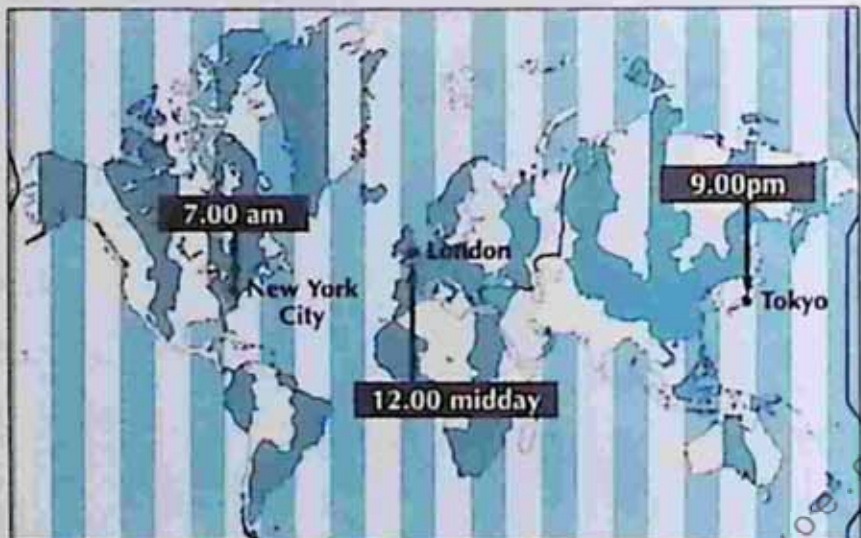 7.00 am
9.00pm
London
New York
City
Tokyo
12.00 midday